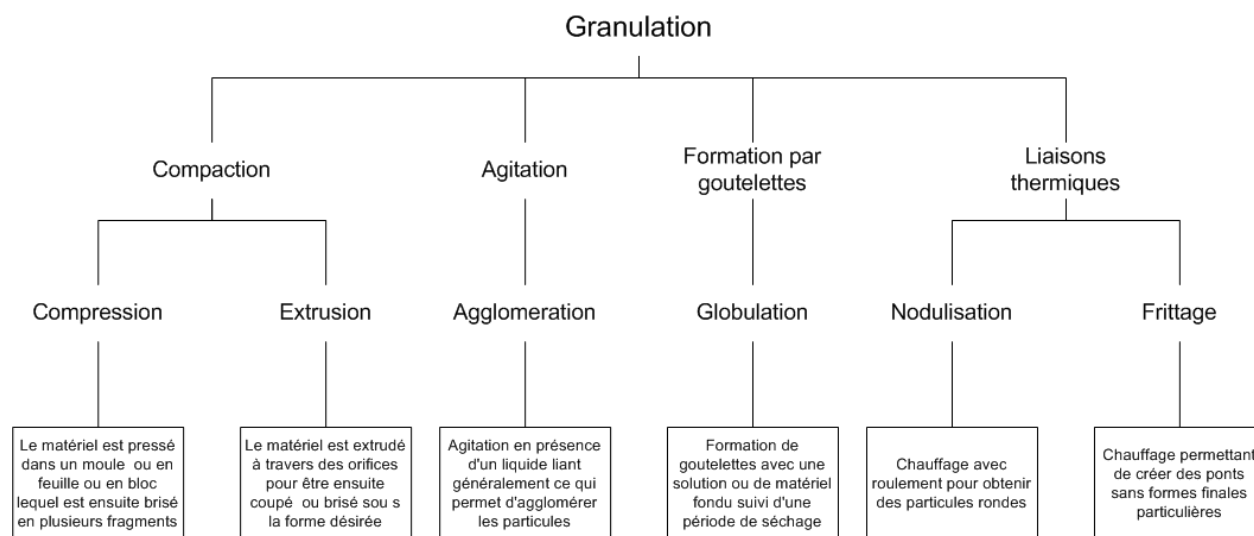 Granulation
Compaction
Agitation
Formation par
goutelettes
Liaisons
thermiques
Compression
Extrusion
Agglomeration
Globulation
Nodulisation
Frittage
Le matériel est pressé
dans un moule ou en
feuille ou en bloc
lequel est ensuite brisé
en plusieurs fragments
Le matériel est extrudé
à travers des orifices
pour être ensuite
coupé ou brisé sou s
la forme désirée
Agitation en présence
d'un liquide liant
généralement ce qui
permet d'agglomérer
les particules
Formation de
goutelettes avec une
solution ou de matériel
fondu suivi d'une
période de séchage
Chauffage avec
roulement pour obtenir
des particules rondes
Chauffage permettant
de créer des ponts
sans formes finales
particulières